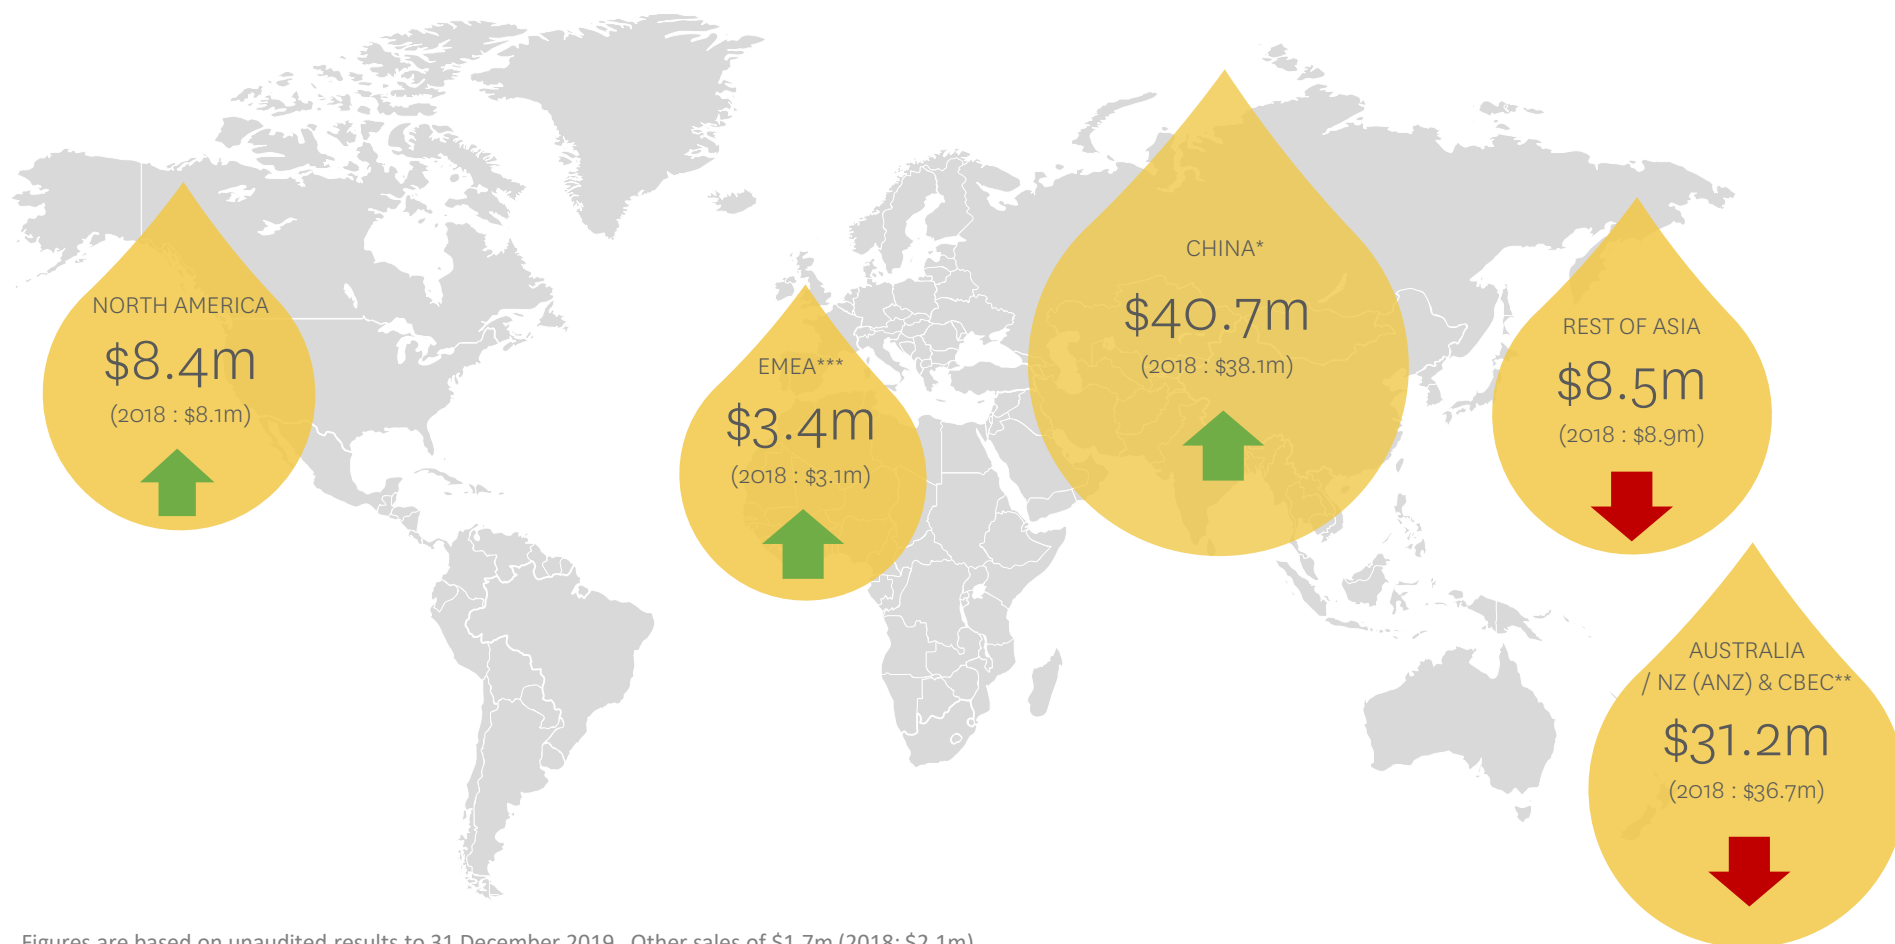 NORTH AMERICA
$8.4m
(2018 : $8.1m)
EMEA***
$3.4m
(2018 : $3.1m)
CHINA*
$40.7m
(2018 : $38.1m)
REST OF ASIA
$8.5m
(2018 : $8.9m)
AUSTRALIA
/ NZ (ANZ) & CBEC**
$31.2m
(2018 : $36.7m)
Figures are based on unaudited results to 31 December 2019. Other sales of $1.7m (2018: $2.1m)